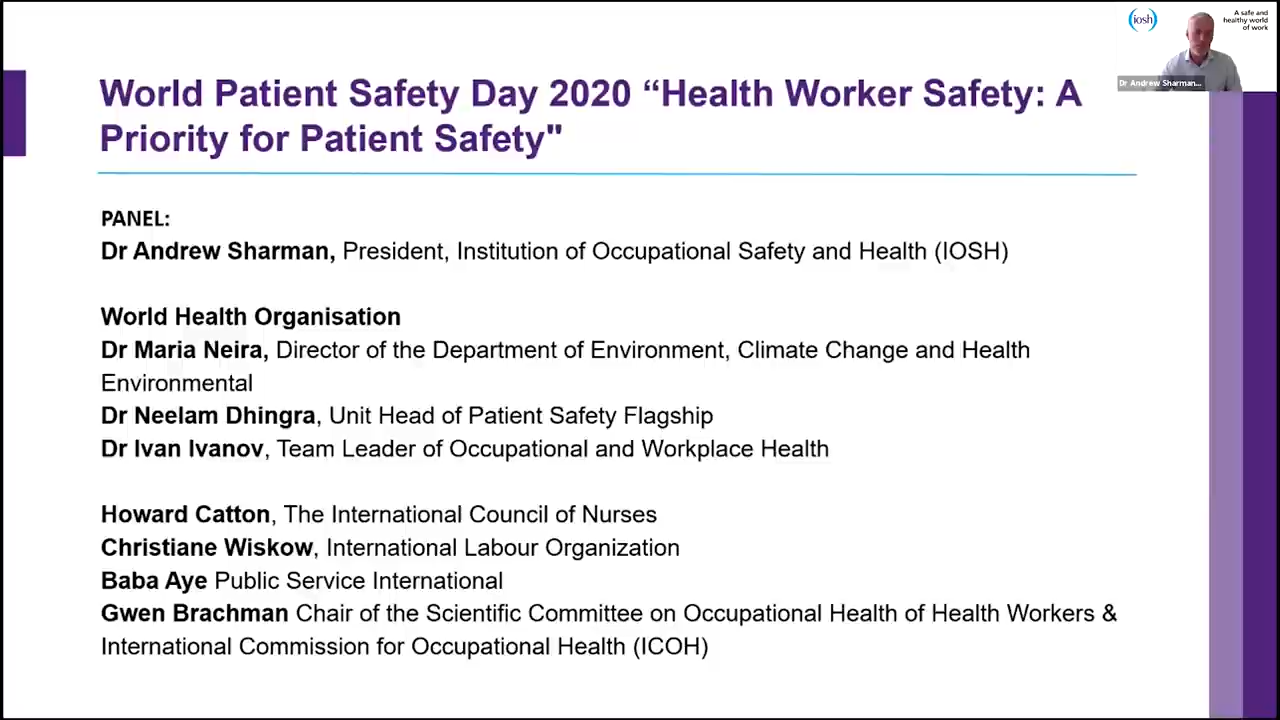 iosh
A safe and
healthy world
of work
Dr Andrew Sharman...
World Patient Safety Day 2020 “Health Worker Safety: A
Priority for Patient Safety"
PANEL:
Dr Andrew Sharman, President, Institution of Occupational Safety and Health (IOSH)
World Health Organisation
Dr Maria Neira, Director of the Department of Environment, Climate Change and Health
Environmental
Dr Neelam Dhingra, Unit Head of Patient Safety Flagship
Dr Ivan Ivanov, Team Leader of Occupational and Workplace Health
Howard Catton, The International Council of Nurses
Christiane Wiskow, International Labour Organization
Baba Aye Public Service International
Gwen Brachman Chair of the Scientific Committee on Occupational Health of Health Workers &
International Commission for Occupational Health (ICOH)